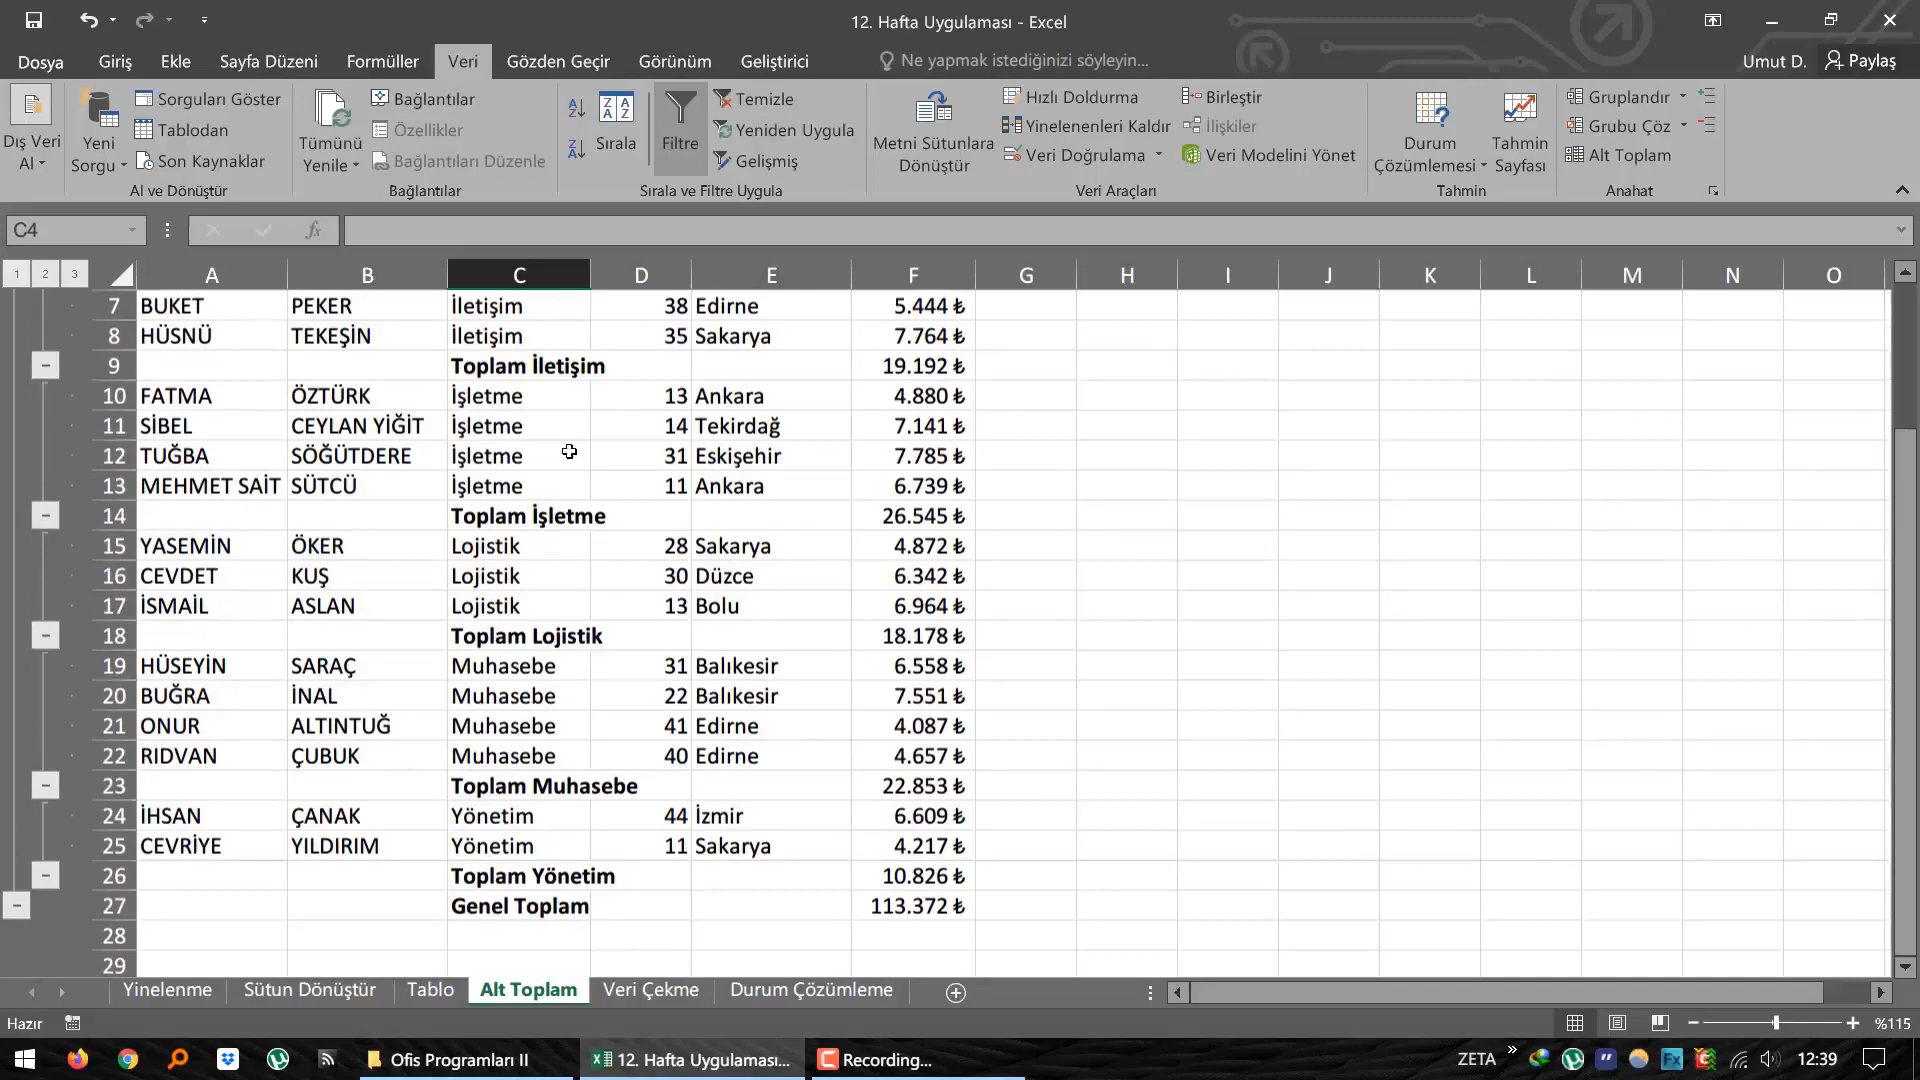 12. Hafta Uygulaması - Excel
Dosya Giriş Ekle Sayfa Düzeni Formüller Veri Gözden Geçir Görünüm Geliştirici Ne yapmak istediğinizi söyleyin... Umut D. Paylaş
Dış Veri Al
Yeni Sorgu
Sorguları Göster
Tablodan
Son Kaynaklar
Al ve Dönüştür
Tümünü Yenile
Bağlantılar
Özellikler
Bağlantıları Düzenle
Bağlantılar
Sırala
Filtre
Temizle
Yeniden Uygula
Gelişmiş
Sırala ve Filtre Uygula
Metni Sütunlara Dönüştür
Hızlı Doldurma
Yinelenenleri Kaldır
Veri Doğrulama
Birleştir
İlişkiler
Veri Modelini Yönet
Veri Araçları
Durum Çözümlemesi
Tahmin Sayfası
Tahmin
Gruplandır
Grubu Çöz
Alt Toplam
Anahat
C4 fx
1 2 3 A B C D E F G H I J K L M N O
7 BUKET PEKER İletişim 38 Edirne 5.444 ₺
8 HÜSNÜ TEKEŞİN İletişim 35 Sakarya 7.764 ₺
9 Toplam İletişim 19.192 ₺
10 FATMA ÖZTÜRK İşletme 13 Ankara 4.880 ₺
11 SİBEL CEYLAN YİĞİT İşletme 14 Tekirdağ 7.141 ₺
12 TUĞBA SÖĞÜTDERE İşletme 31 Eskişehir 7.785 ₺
13 MEHMET SAİT SÜTCÜ İşletme 11 Ankara 6.739 ₺
14 Toplam İşletme 26.545 ₺
15 YASEMİN ÖKER Lojistik 28 Sakarya 4.872 ₺
16 CEVDET KUŞ Lojistik 30 Düzce 6.342 ₺
17 İSMAİL ASLAN Lojistik 13 Bolu 6.964 ₺
18 Toplam Lojistik 18.178 ₺
19 HÜSEYİN SARAÇ Muhasebe 31 Balıkesir 6.558 ₺
20 BUĞRA İNAL Muhasebe 22 Balıkesir 7.551 ₺
21 ONUR ALTINTUĞ Muhasebe 41 Edirne 4.087 ₺
22 RIDVAN ÇUBUK Muhasebe 40 Edirne 4.657 ₺
23 Toplam Muhasebe 22.853 ₺
24 İHSAN ÇANAK Yönetim 44 İzmir 6.609 ₺
25 CEVRİYE YILDIRIM Yönetim 11 Sakarya 4.217 ₺
26 Toplam Yönetim 10.826 ₺
27 Genel Toplam 113.372 ₺
28
29
Yinelenme Sütun Dönüştür Tablo Alt Toplam Veri Çekme Durum Çözümleme
Hazır %115
Ofis Programları II 12. Hafta Uygulaması... Recording... ZETA 12:39